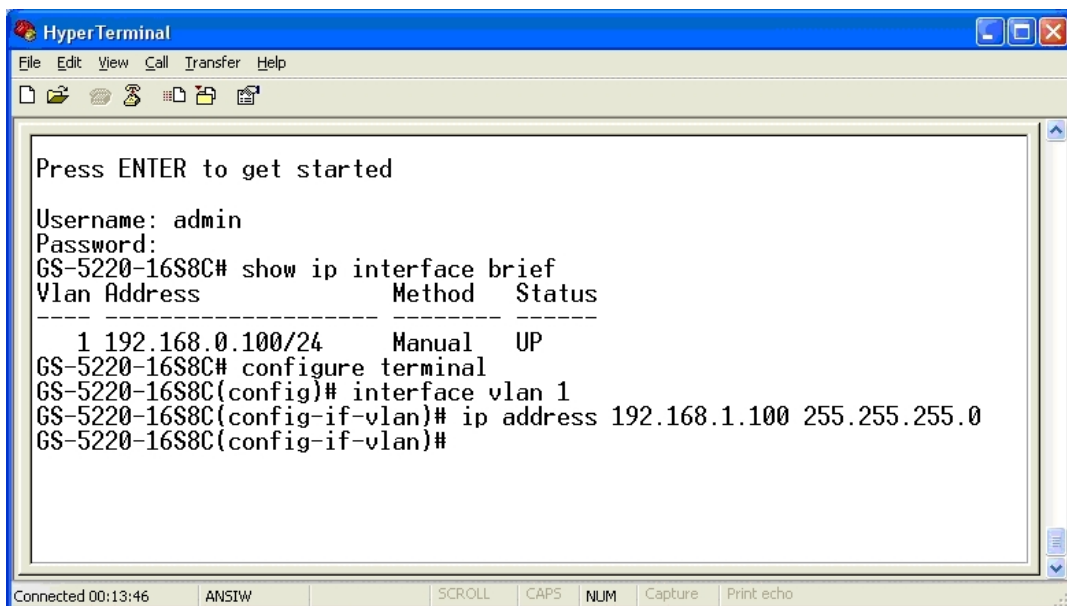 HyperTerminal
File Edit View Call Transfer Help
Press ENTER to get started
Username: admin
Password:
GS-5220-16S8C# show ip interface brief
Vlan Address                Method   Status
---- -------------------- -------- ------
   1 192.168.0.100/24     Manual   UP
GS-5220-16S8C# configure terminal
GS-5220-16S8C(config)# interface vlan 1
GS-5220-16S8C(config-if-vlan)# ip address 192.168.1.100 255.255.255.0
GS-5220-16S8C(config-if-vlan)#
Connected 00:13:46 ANSIW SCROLL CAPS NUM Capture Print echo